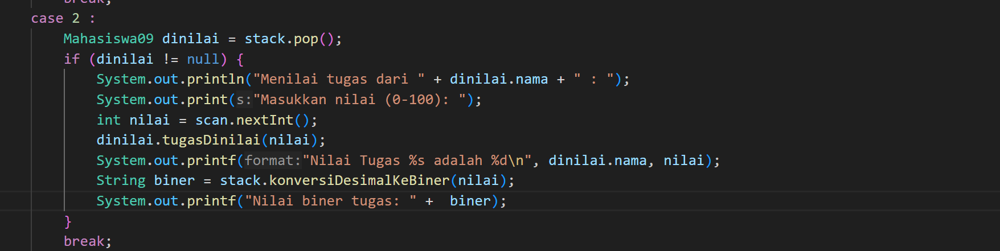 break;
case 2 :
Mahasiswa09 dinilai = stack.pop();
if (dinilai != null) {
System.out.println("Menilai tugas dari " + dinilai.nama + " : ");
System.out.print(s:"Masukkan nilai (0-100): ");
int nilai = scan.nextInt();
dinilai.tugasDinilai(nilai);
System.out.printf(format:"Nilai Tugas %s adalah %d\n", dinilai.nama, nilai);
String biner = stack.konversiDesimalKeBiner(nilai);
System.out.printf("Nilai biner tugas: " +  biner);
}
break;